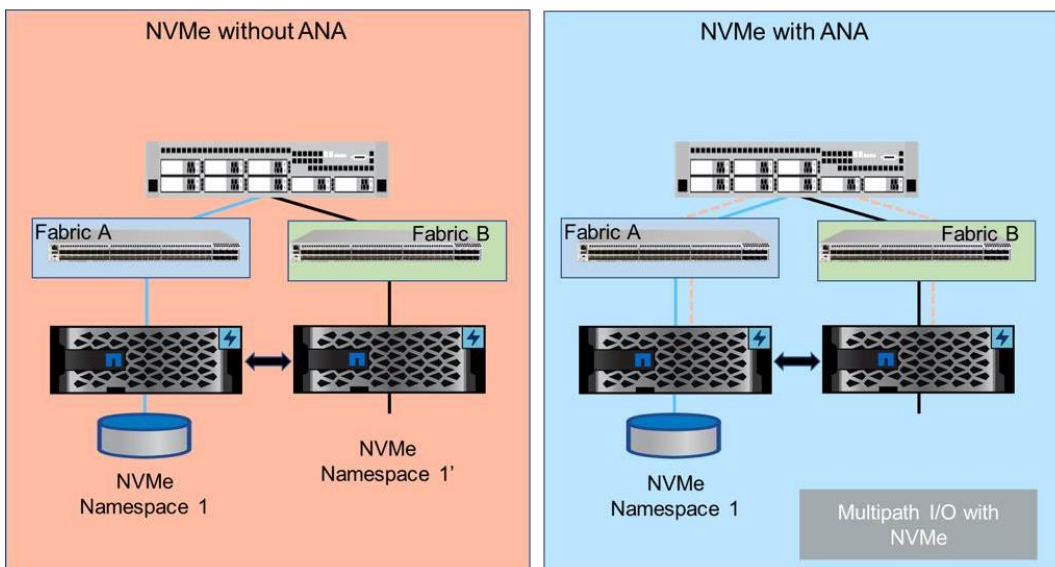 NVMe without ANA
Fabric A
Fabric B
NVMe
Namespace 1
NVMe
Namespace 1’
NVMe with ANA
Fabric A
Fabric B
NVMe
Namespace 1
Multipath I/O with
NVMe